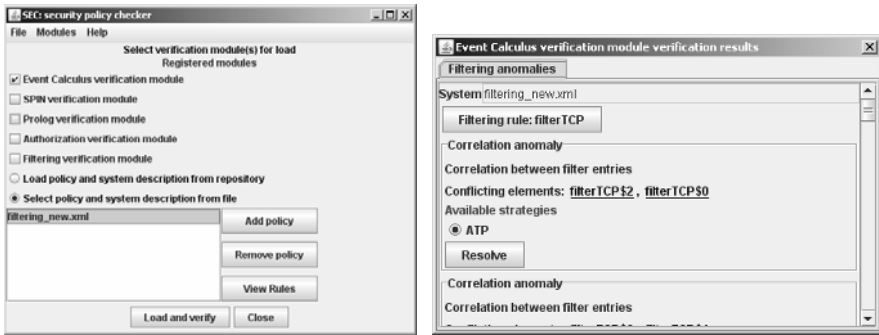 SEC: security policy checker
File Modules Help
Select verification module(s) for load
Registered modules
Event Calculus verification module
SPIN verification module
Prolog verification module
Authorization verification module
Filtering verification module
Load policy and system description from repository
Select policy and system description from file
filtering_new.xml
Add policy
Remove policy
View Rules
Load and verify Close
Event Calculus verification module verification results
Filtering anomalies
System filtering_new.xml
Filtering rule: filterTCP
Correlation anomaly
Correlation between filter entries
Conflicting elements: filterTCP$2 , filterTCP$0
Available strategies
ATP
Resolve
Correlation anomaly
Correlation between filter entries